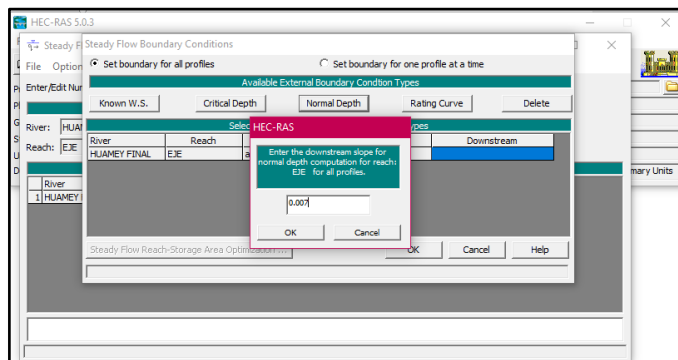 HEC-RAS 5.0.3
Steady F
Steady Flow Boundary Conditions
File Option
Set boundary for all profiles
Set boundary for one profile at a time
Enter/Edit Nu
Available External Boundary Condtion Types
Known W.S.
Critical Depth
Normal Depth
Rating Curve
Delete
HEC-RAS
Selec
ypes
River: HUA
Reach: EJE
River
Reach
Downstream
HUAMEY FINAL
EJE
a
Enter the downstream slope for
normal depth computation for reach:
EJE for all profiles.
0.007
OK
Cancel
mary Units
River
1 HUAMEY
Steady Flow Reach-Storage Area Optimization ...
OK
Cancel
Help